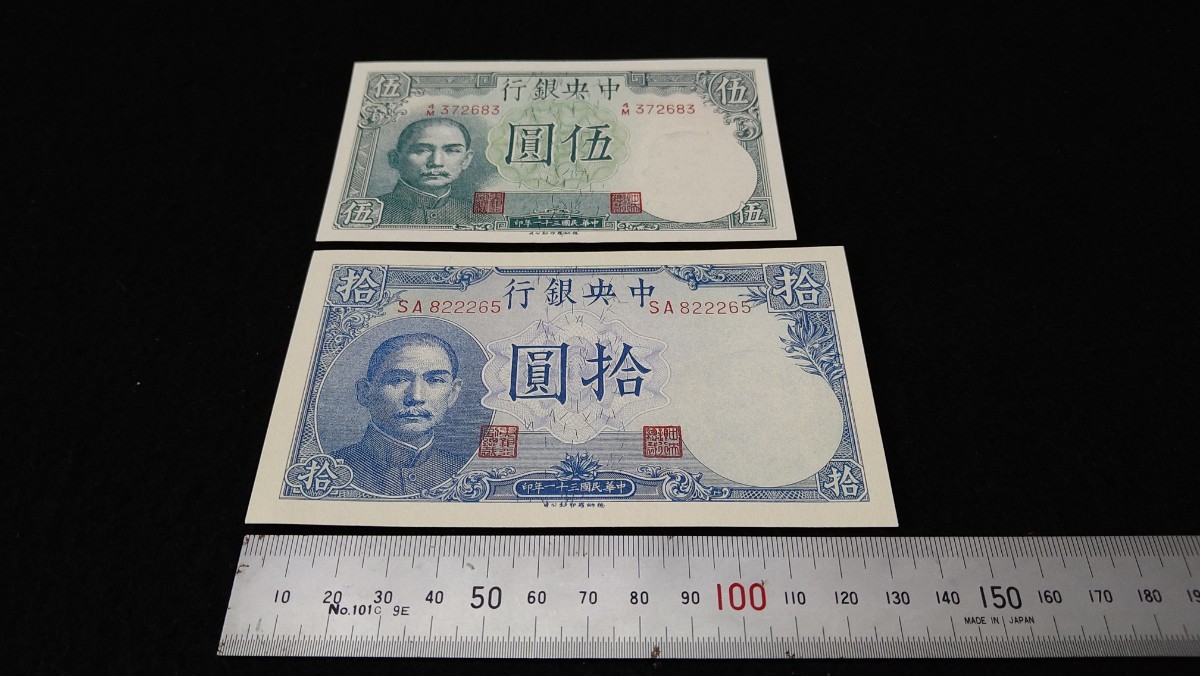 伍 行銀央中 伍
4/M 372683 4/M 372683
圓伍
伍 印年一十三國民華中 伍
拾 行銀央中 拾
SA 822265 SA 822265
圓拾
拾 印年一十三國民華中 拾
10 20 30 40 50 60 70 80 90 100 110 120 130 140 150 160 170 180
No.101C 9E
MADE IN JAPAN